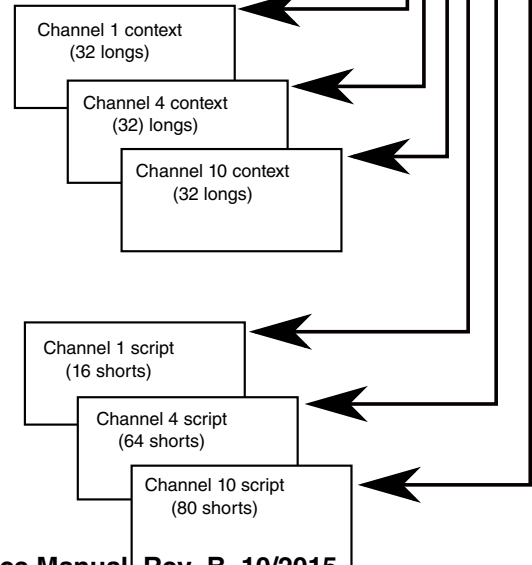 Channel 1 context
(32 longs)
Channel 4 context
(32) longs)
Channel 10 context
(32 longs)
Channel 1 script
(16 shorts)
Channel 4 script
(64 shorts)
Channel 10 script
(80 shorts)
Manual, Rev. B, 10/2015